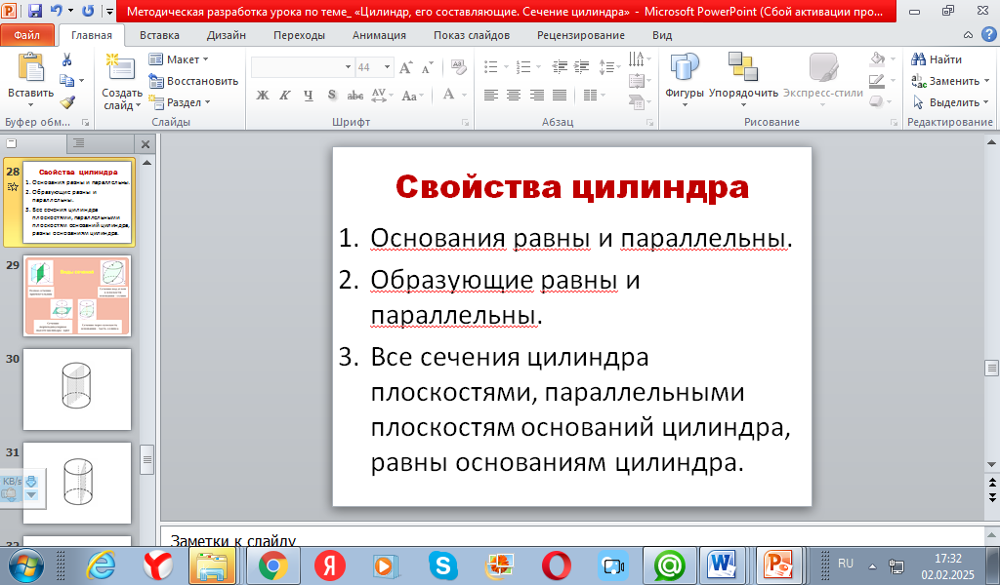 Методическая разработка урока по теме_ «Цилиндр, его составляющие. Сечение цилиндра» - Microsoft PowerPoint (Сбой активации про...
Файл Главная Вставка Дизайн Переходы Анимация Показ слайдов Рецензирование Вид
Вставить
Буфер обм...
Создать слайд
Макет
Восстановить
Раздел
Слайды
44
Ж К Ч S abc AV Aa A
Шрифт
Абзац
Фигуры Упорядочить Экспресс-стили
Рисование
Найти
Заменить
Выделить
Редактирование
28
Свойства цилиндра
1. Основания равны и параллельны.
2. Образующие равны и
параллельны.
3. Все сечения цилиндра
плоскостями, параллельными
плоскостям оснований цилиндра,
равны основаниям цилиндра.
29
30
31
KB/s
Свойства цилиндра
1. Основания равны и параллельны.
2. Образующие равны и
параллельны.
3. Все сечения цилиндра
плоскостями, параллельными
плоскостям оснований цилиндра,
равны основаниям цилиндра.
Заметки к слайду
RU
17:32
02.02.2025